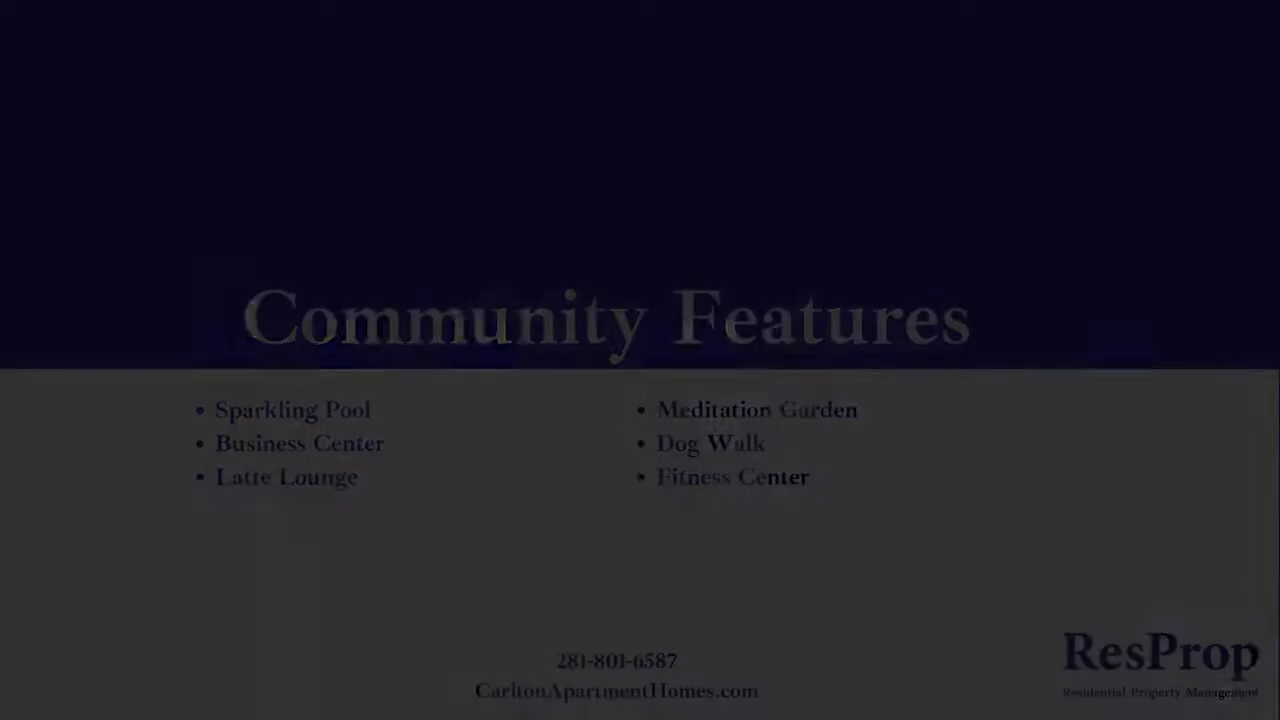 Community Features
• Sparkling Pool
• Business Center
• Latte Lounge
• Meditation Garden
• Dog Walk
• Fitness Center
281-801-6587
CarltonApartmentHomes.com
ResProp
Residential Property Management